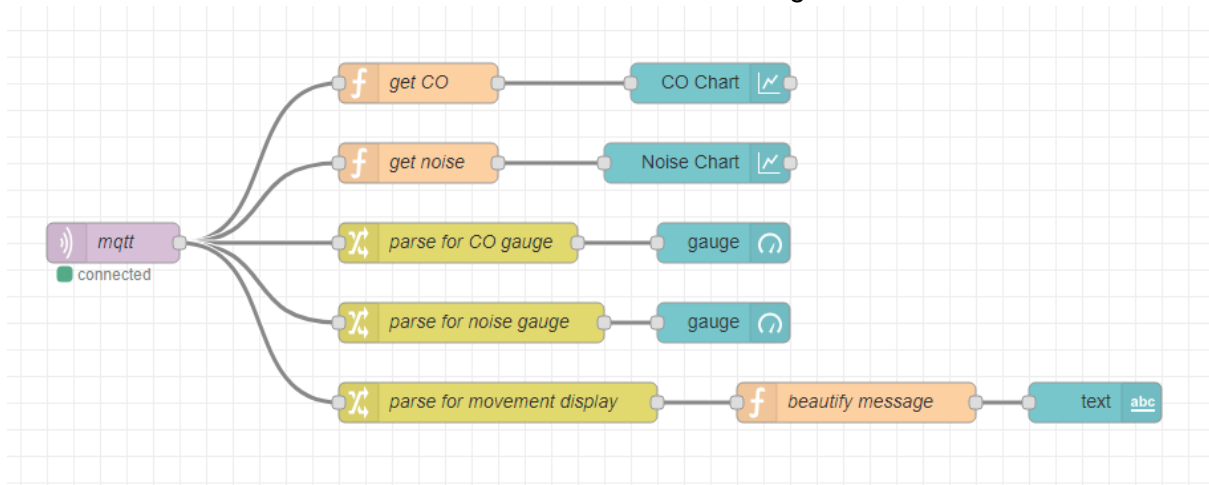 get CO
CO Chart
get noise
Noise Chart
mqtt
connected
parse for CO gauge
gauge
parse for noise gauge
gauge
parse for movement display
beautify message
text
abc